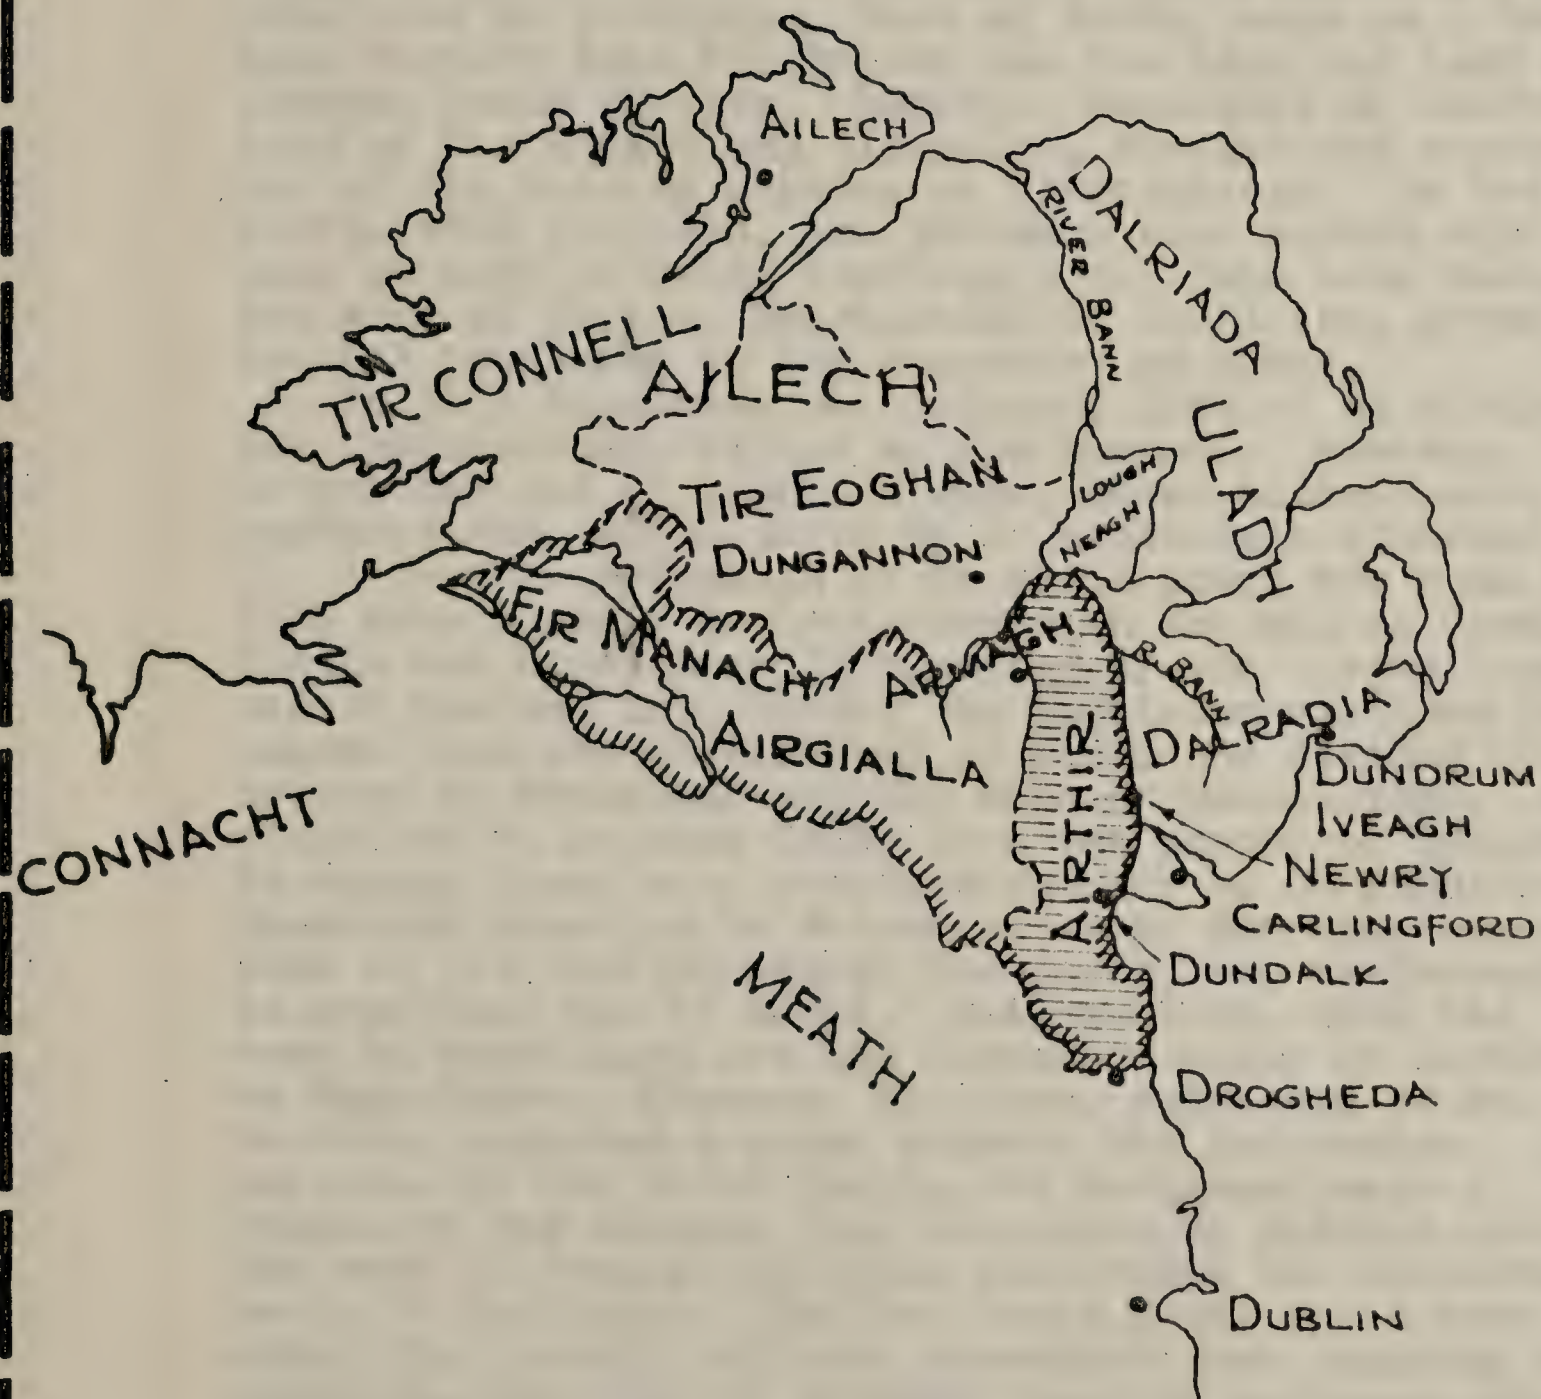 AILECH
DALRIADA
RIVER BANN
TIR CONNELL
AILECH
ULADH
TIR EOGHAN
LOUGH
NEAGH
DUNGANNON
FIR MANACH
ARMAGH
R. BANN
AIRGIALLA
AIRTHIR
DALRADIA
DUNDRUM
IVEAGH
CONNACHT
NEWRY
CARLINGFORD
DUNDALK
MEATH
DROGHEDA
DUBLIN